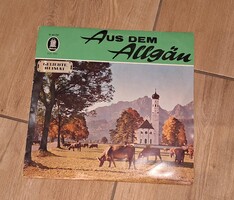 AUS DEM
Allgäu
GELIEBTE
HEIMAT